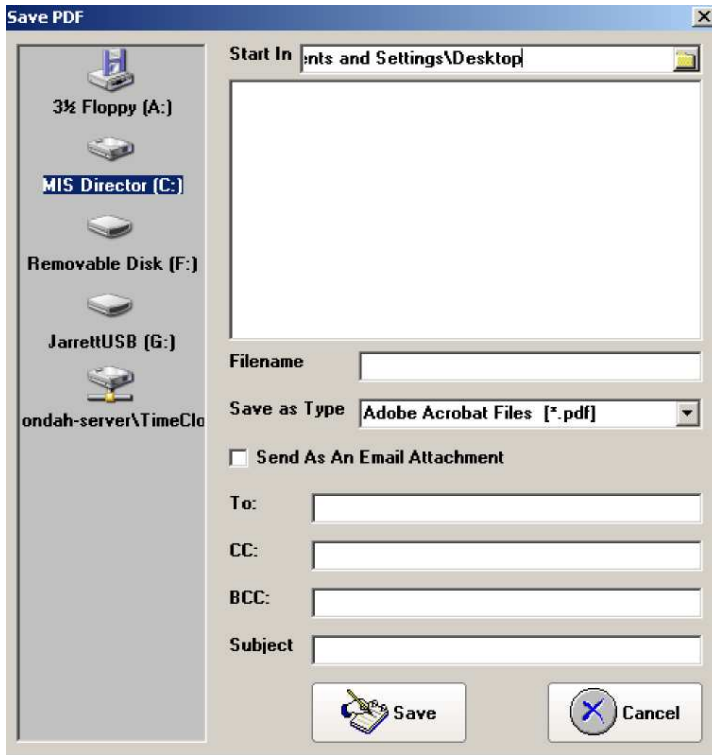 Save PDF
3½ Floppy (A:)
MIS Director (C:)
Removable Disk (F:)
JarrettUSB (G:)
ondah-server\TimeClo
Start In
ents and Settings\Desktop
Filename
Save as Type
Adobe Acrobat Files [*.pdf]
Send As An Email Attachment
To:
CC:
BCC:
Subject
Save
Cancel